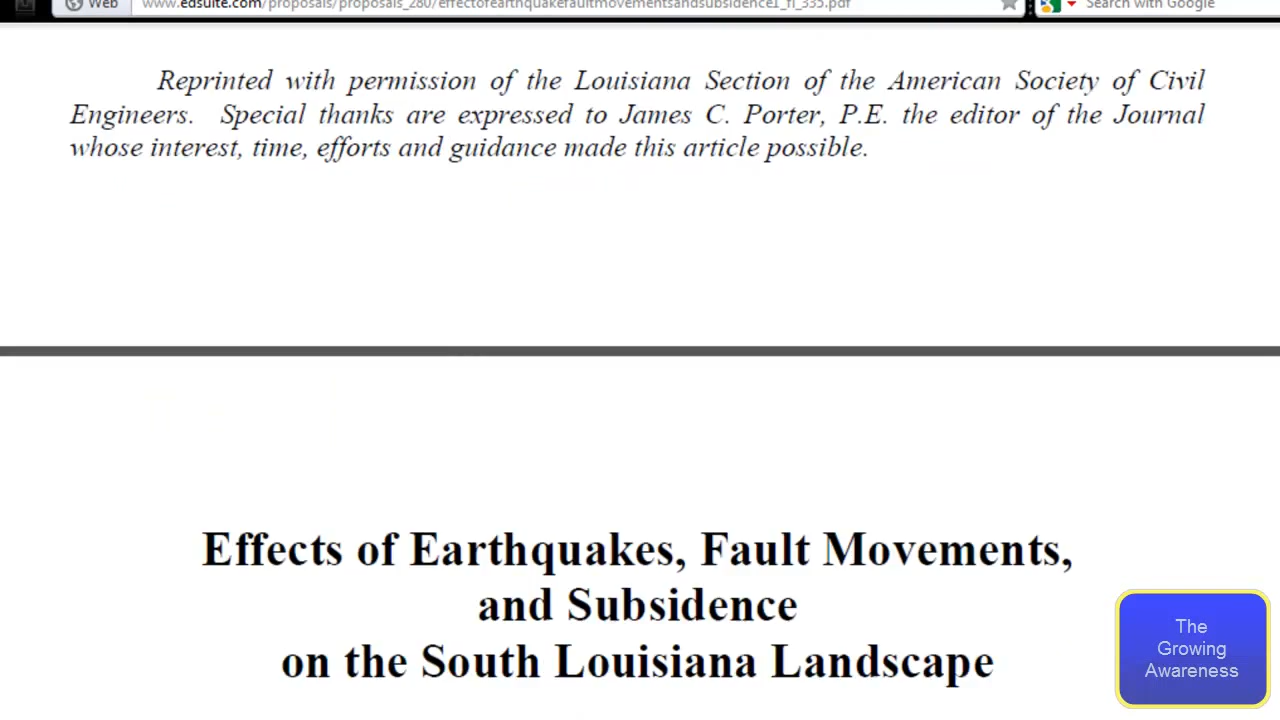 Web
www.edsuite.com/proposals/proposals_280/effectofearthquakefaultmovementsandsubsidence1_fl_335.pdf
Search with Google
Reprinted with permission of the Louisiana Section of the American Society of Civil
Engineers. Special thanks are expressed to James C. Porter, P.E. the editor of the Journal
whose interest, time, efforts and guidance made this article possible.
Effects of Earthquakes, Fault Movements,
and Subsidence
on the South Louisiana Landscape
The
Growing
Awareness